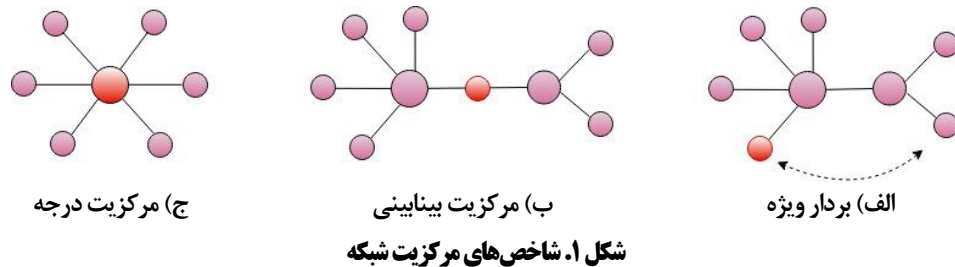 الف) بردار ویژه
ب) مرکزیت بینابینی
ج) مرکزیت درجه
شکل ۱. شاخص‌های مرکزیت شبکه